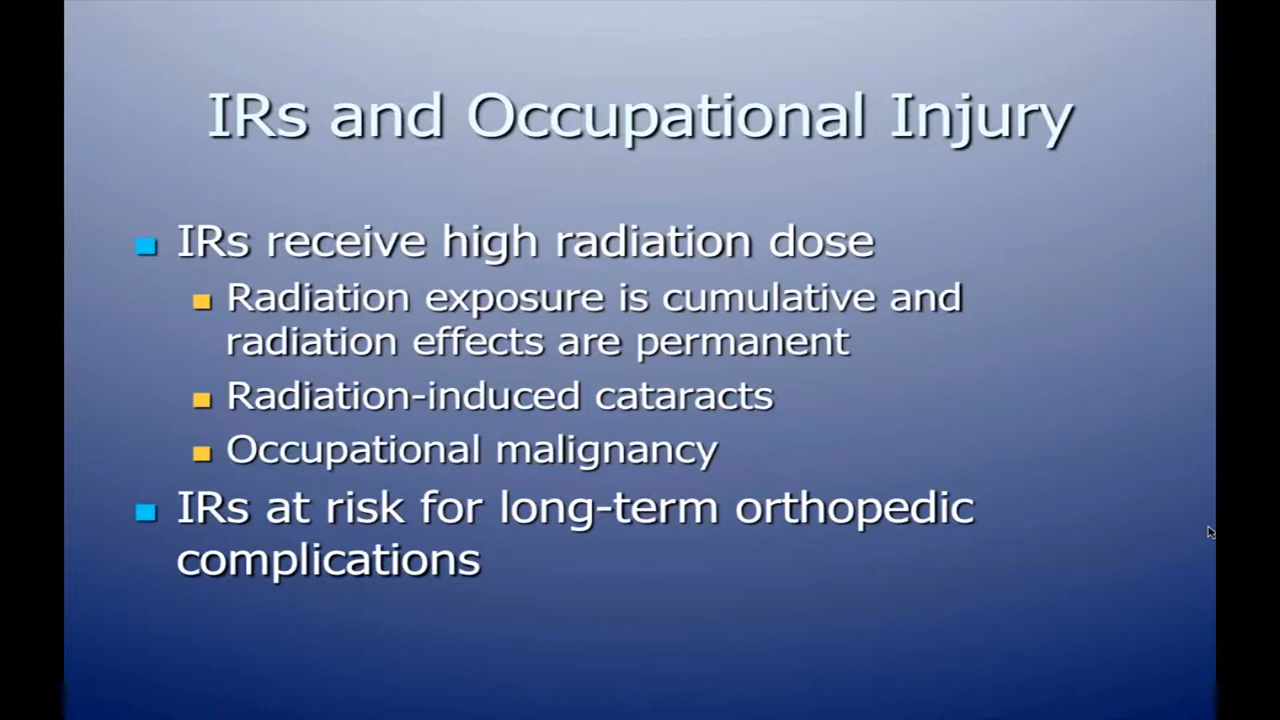 IRs and Occupational Injury
IRs receive high radiation dose
Radiation exposure is cumulative and
radiation effects are permanent
Radiation-induced cataracts
Occupational malignancy
IRs at risk for long-term orthopedic
complications